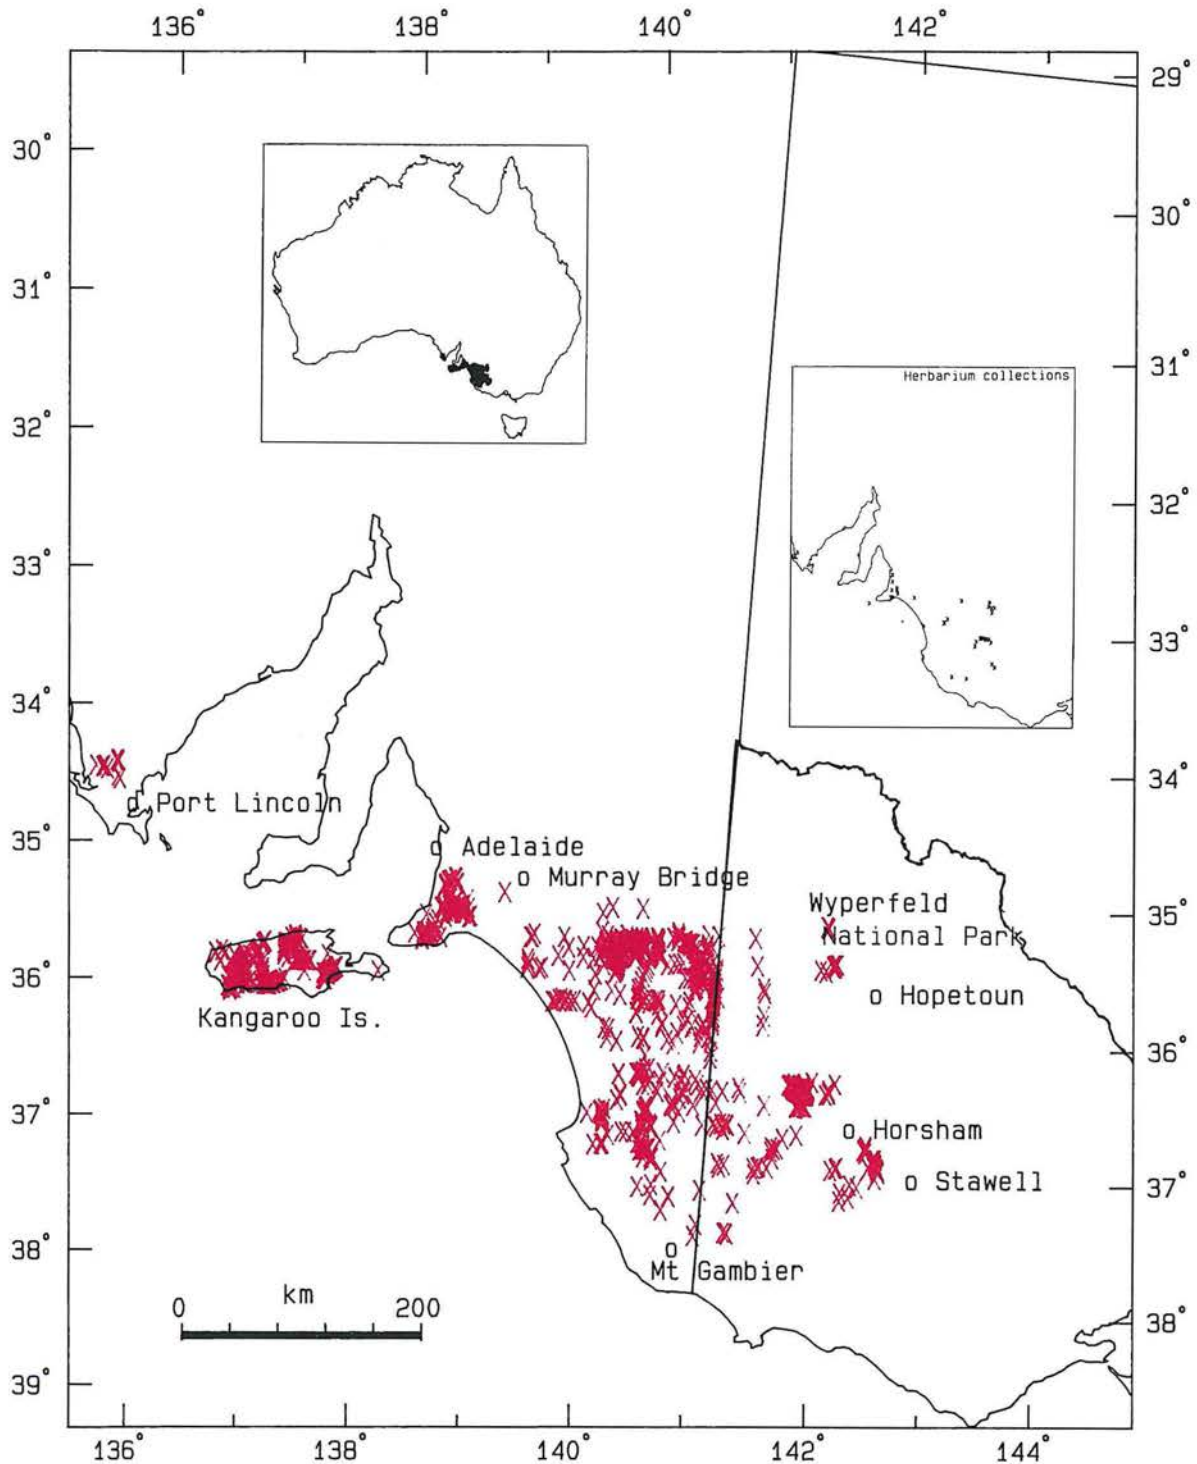 136° 138° 140° 142°
29°
30°
30°
31°
31°
Herbarium collections
32°
32°
33°
33°
34°
34°
Port Lincoln
35°
Adelaide
Murray Bridge
Wyperfeld
35°
National Park
36°
Hopetoun
Kangaroo Is.
36°
37°
Horsham
Stawell
37°
38°
Mt Gambier
km
0 200
38°
39°
136° 138° 140° 142° 144°